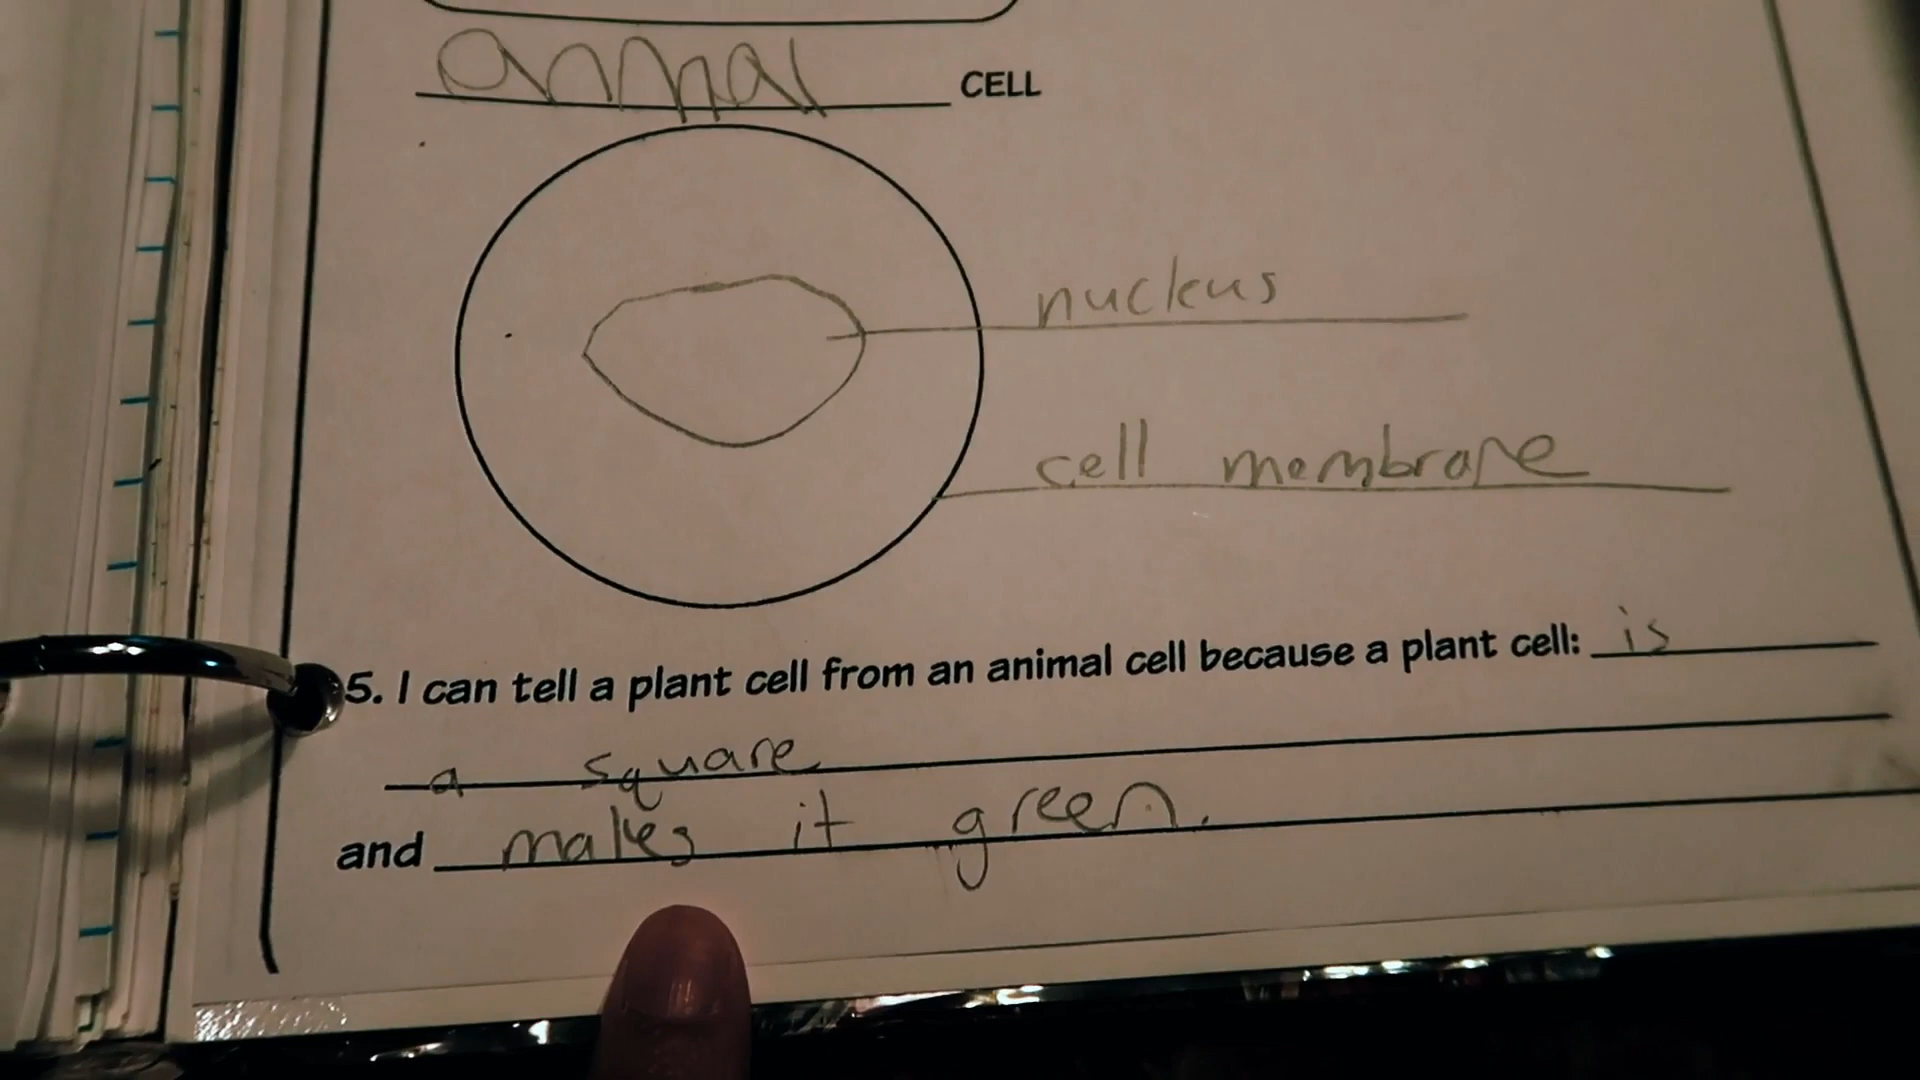 anmal CELL
nucleus
cell membrane
5. I can tell a plant cell from an animal cell because a plant cell: is
a square
and makes it green.